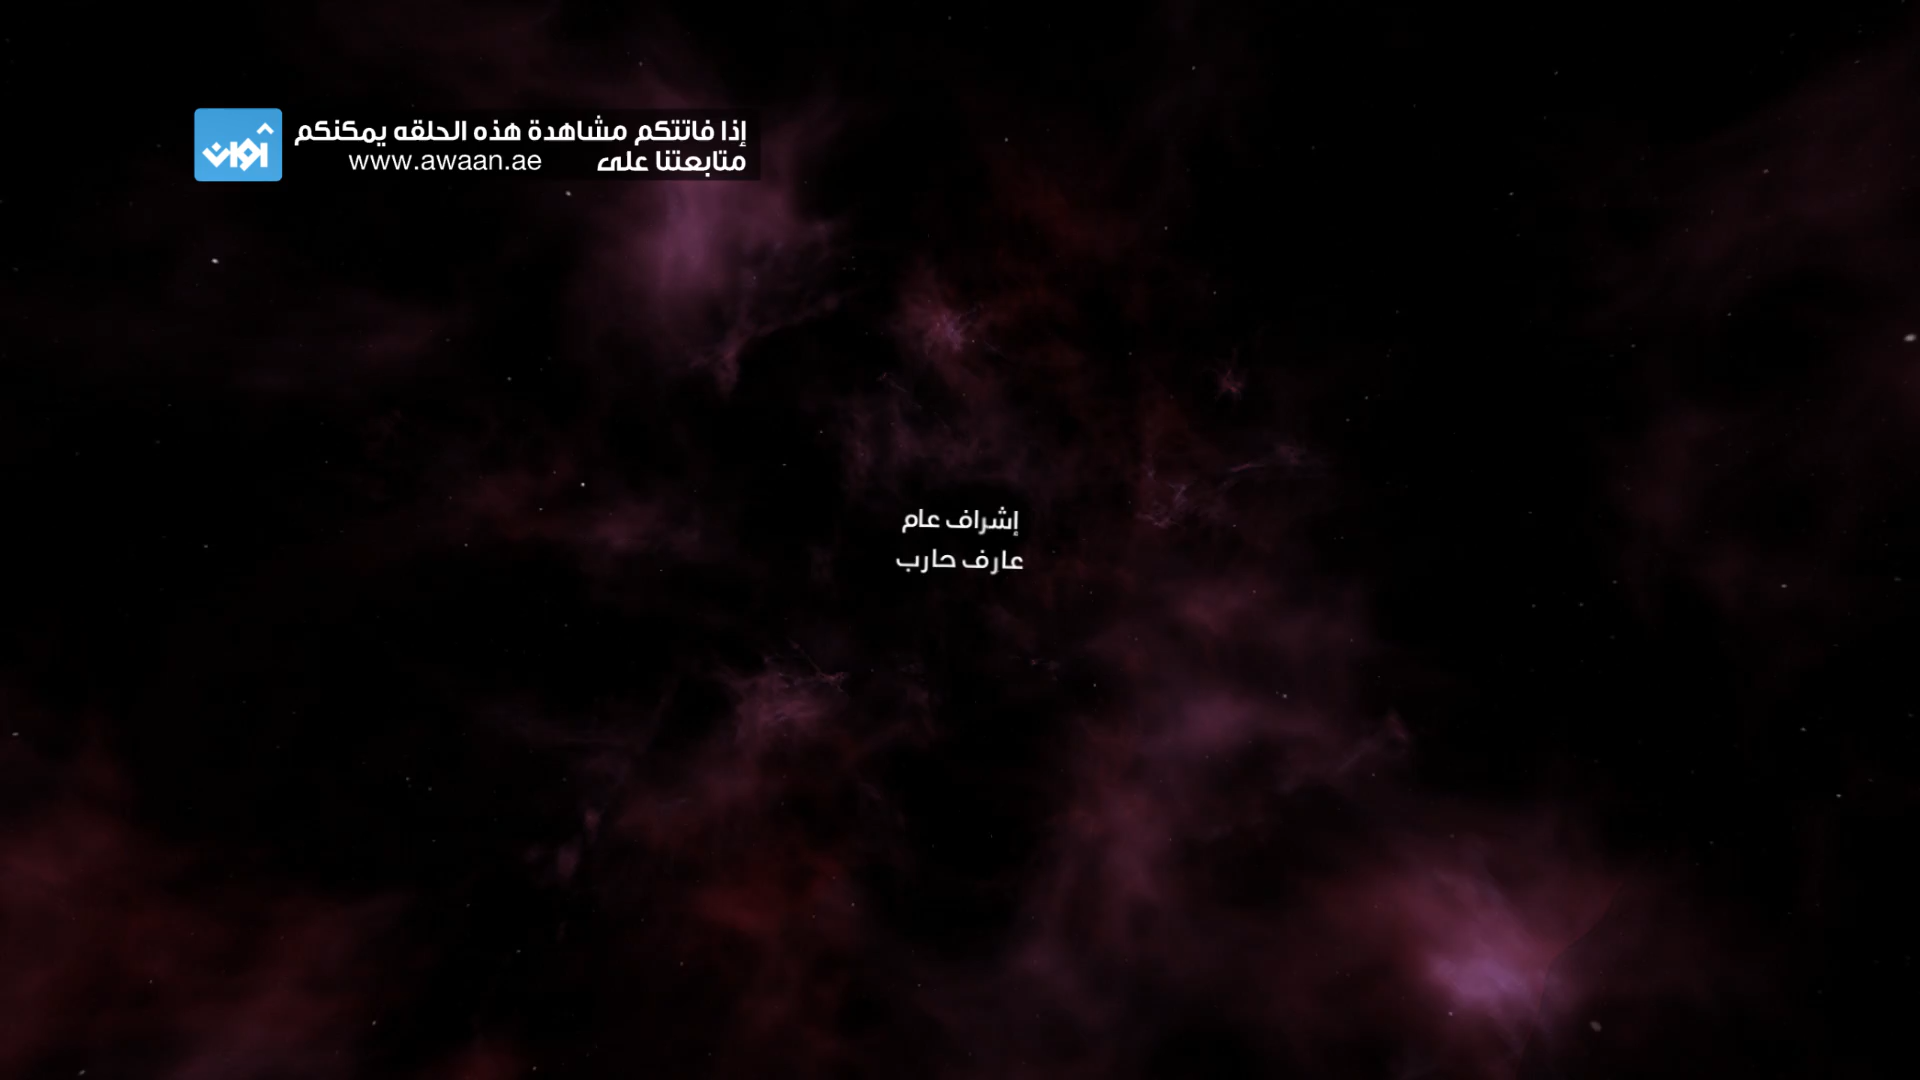 أوان
إذا فاتتكم مشاهدة هذه الحلقه يمكنكم
متابعتنا على www.awaan.ae
إشراف عام
عارف حارب